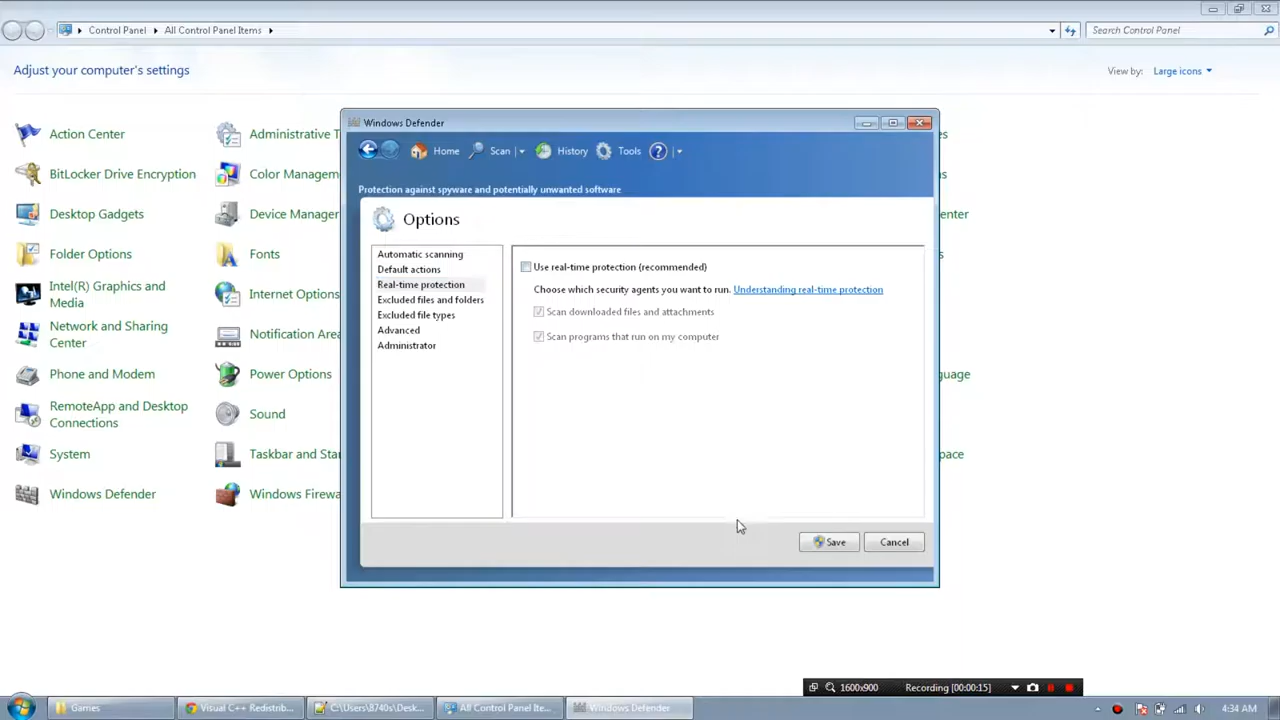 Control Panel
All Control Panel Items
Search Control Panel
Adjust your computer's settings
View by:
Large icons
Action Center
Administrative T
BitLocker Drive Encryption
Color Managem
Desktop Gadgets
Device Manager
Folder Options
Fonts
Intel(R) Graphics and
Media
Internet Options
Network and Sharing
Center
Notification Area
Phone and Modem
Power Options
RemoteApp and Desktop
Connections
Sound
System
Taskbar and Star
Windows Defender
Windows Firewa
es
s
enter
s
nguage
pace
Windows Defender
Home
Scan
History
Tools
Protection against spyware and potentially unwanted software
Options
Automatic scanning
Default actions
Real-time protection
Excluded files and folders
Excluded file types
Advanced
Administrator
Use real-time protection (recommended)
Choose which security agents you want to run. Understanding real-time protection
Scan downloaded files and attachments
Scan programs that run on my computer
Save
Cancel
1600x900
Recording [00:00:15]
Games
Visual C++ Redistrib...
C:\Users\B740s\Desk...
All Control Panel Ite...
Windows Defender
4:34 AM